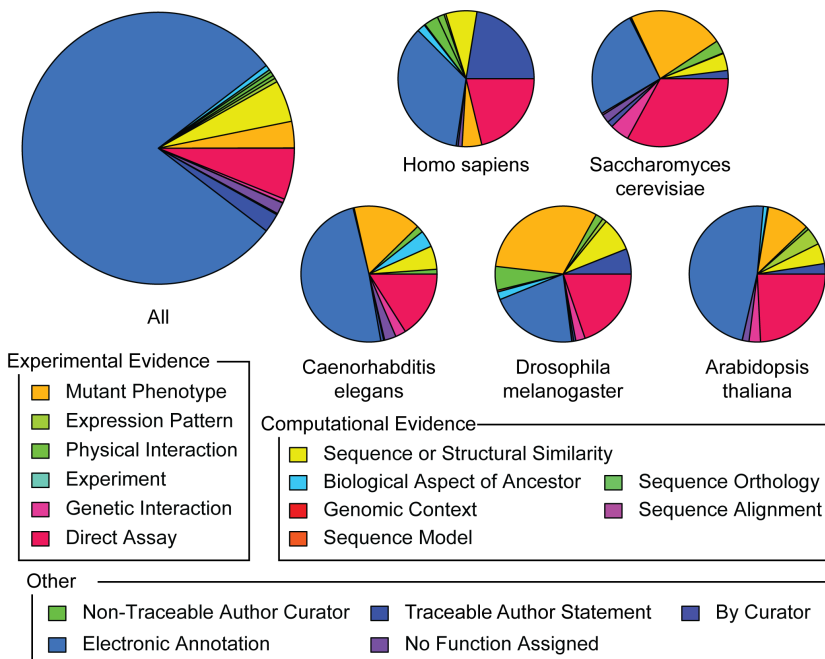 Homo sapiens
Saccharomyces
cerevisiae
All
Caenorhabditis
elegans
Drosophila
melanogaster
Arabidopsis
thaliana
Experimental Evidence
Mutant Phenotype
Expression Pattern
Physical Interaction
Experiment
Genetic Interaction
Direct Assay
Computational Evidence
Sequence or Structural Similarity
Biological Aspect of Ancestor
Sequence Orthology
Genomic Context
Sequence Alignment
Sequence Model
Other
Non-Traceable Author Curator
Traceable Author Statement
By Curator
Electronic Annotation
No Function Assigned